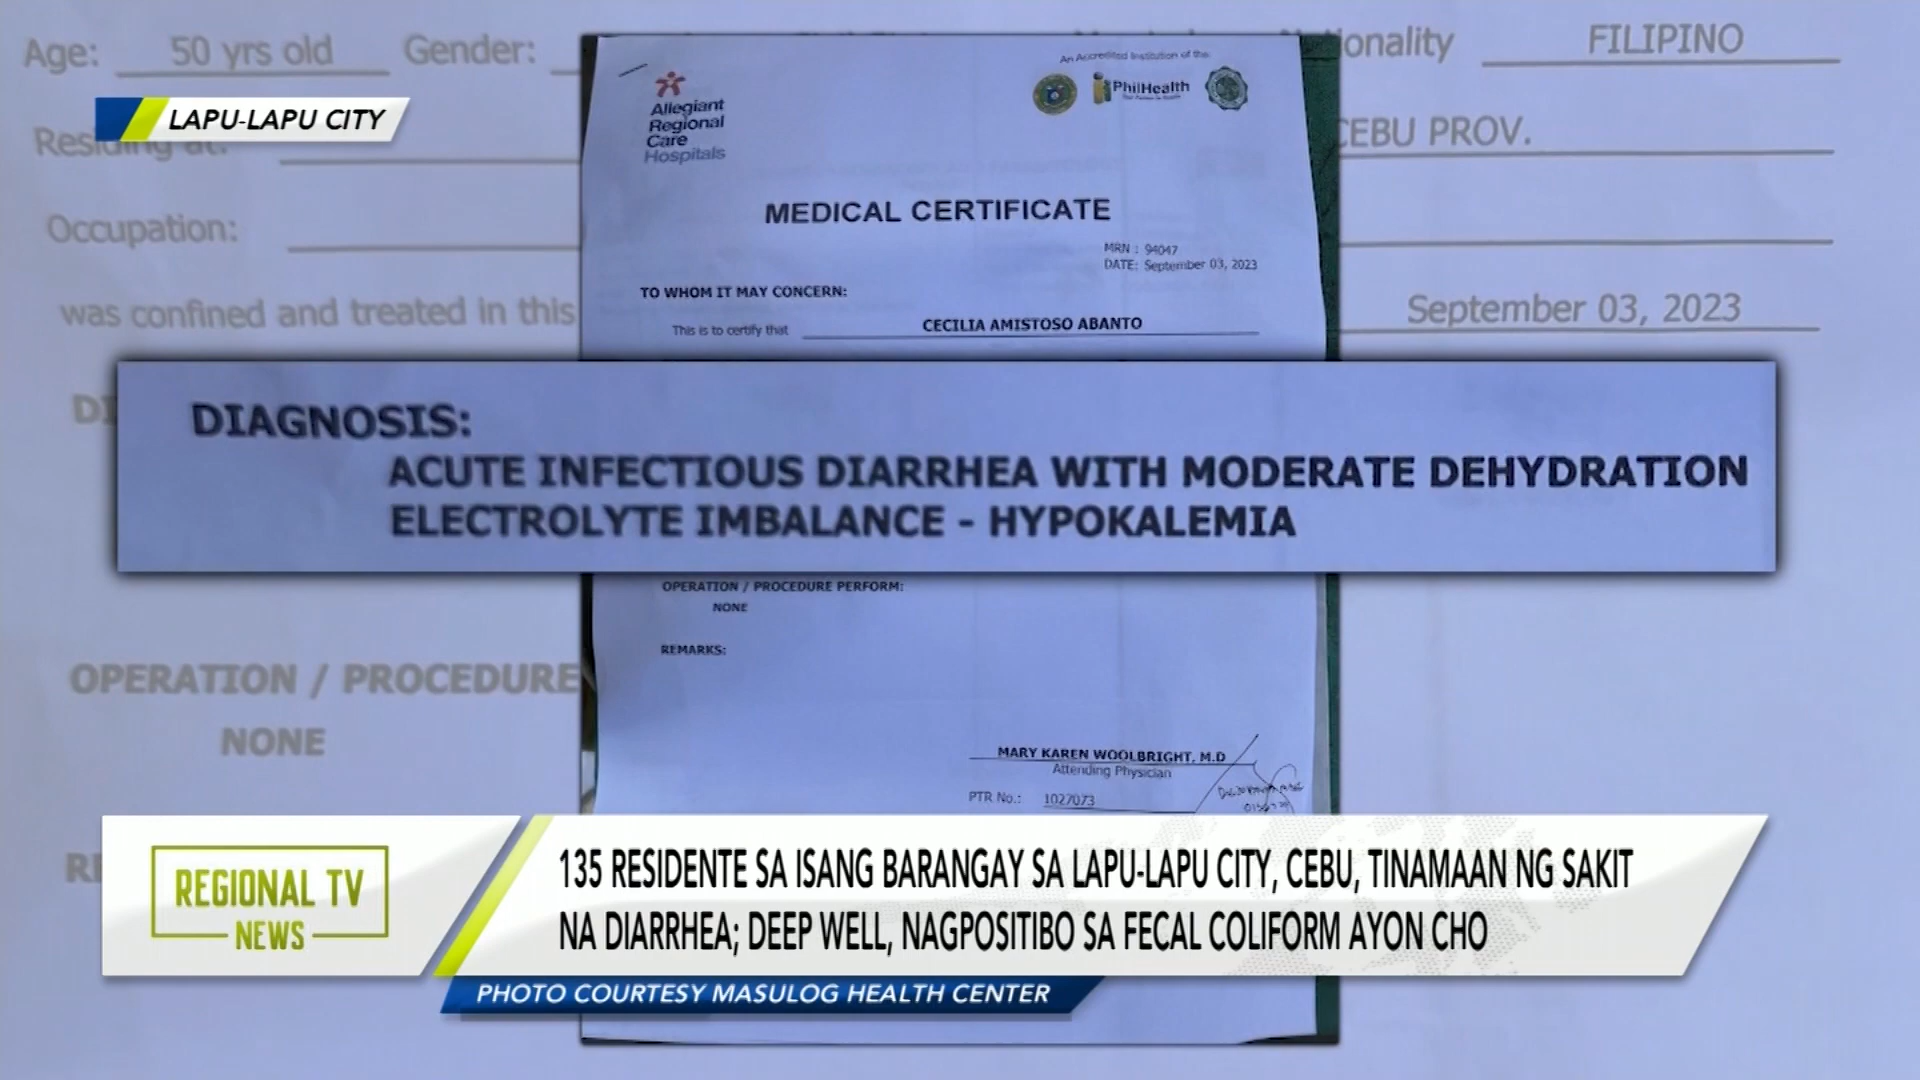 Age: 50 yrs old Gender: onality FILIPINO
LAPU-LAPU CITY
Residing at: CEBU PROV.
Occupation:
was confined and treated in this September 03, 2023
An Accredited Institution of the:
PhilHealth
Allegiant
Regional
Care
Hospitals
MEDICAL CERTIFICATE
MRN : 94047
DATE: September 03, 2023
TO WHOM IT MAY CONCERN:
This is to certify that CECILIA AMISTOSO ABANTO
DIAGNOSIS:
ACUTE INFECTIOUS DIARRHEA WITH MODERATE DEHYDRATION
ELECTROLYTE IMBALANCE - HYPOKALEMIA
OPERATION / PROCEDURE PERFORM:
NONE
REMARKS:
OPERATION / PROCEDURE
NONE
MARY KAREN WOOLBRIGHT, M.D
Attending Physician
PTR No.: 1027073
REGIONAL TV
NEWS
135 RESIDENTE SA ISANG BARANGAY SA LAPU-LAPU CITY, CEBU, TINAMAAN NG SAKIT
NA DIARRHEA; DEEP WELL, NAGPOSITIBO SA FECAL COLIFORM AYON CHO
PHOTO COURTESY MASULOG HEALTH CENTER